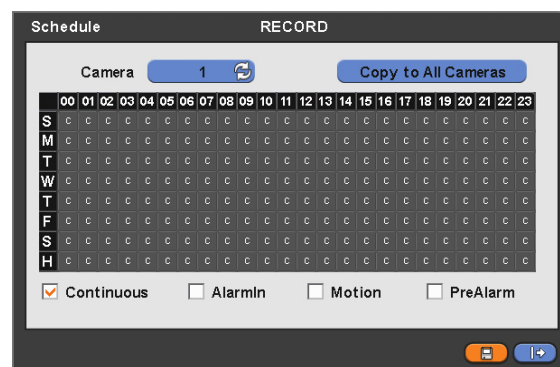 Schedule RECORD
Camera 1 Copy to All Cameras
00 01 02 03 04 05 06 07 08 09 10 11 12 13 14 15 16 17 18 19 20 21 22 23
S C C C C C C C C C C C C C C C C C C C C C C C C
M C C C C C C C C C C C C C C C C C C C C C C C C
T C C C C C C C C C C C C C C C C C C C C C C C C
W C C C C C C C C C C C C C C C C C C C C C C C C
T C C C C C C C C C C C C C C C C C C C C C C C C
F C C C C C C C C C C C C C C C C C C C C C C C C
S C C C C C C C C C C C C C C C C C C C C C C C C
H C C C C C C C C C C C C C C C C C C C C C C C C
Continuous AlarmIn Motion PreAlarm